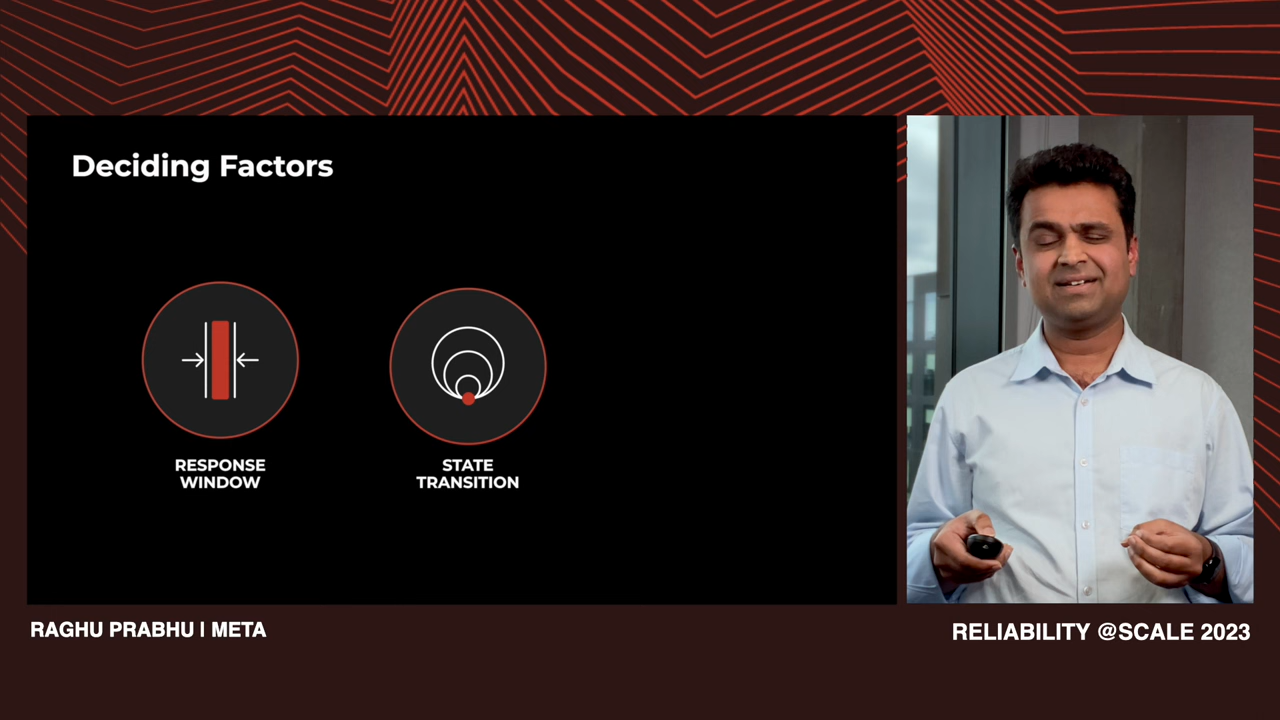 Deciding Factors
RESPONSE
WINDOW
STATE
TRANSITION
RAGHU PRABHU | META
RELIABILITY @SCALE 2023